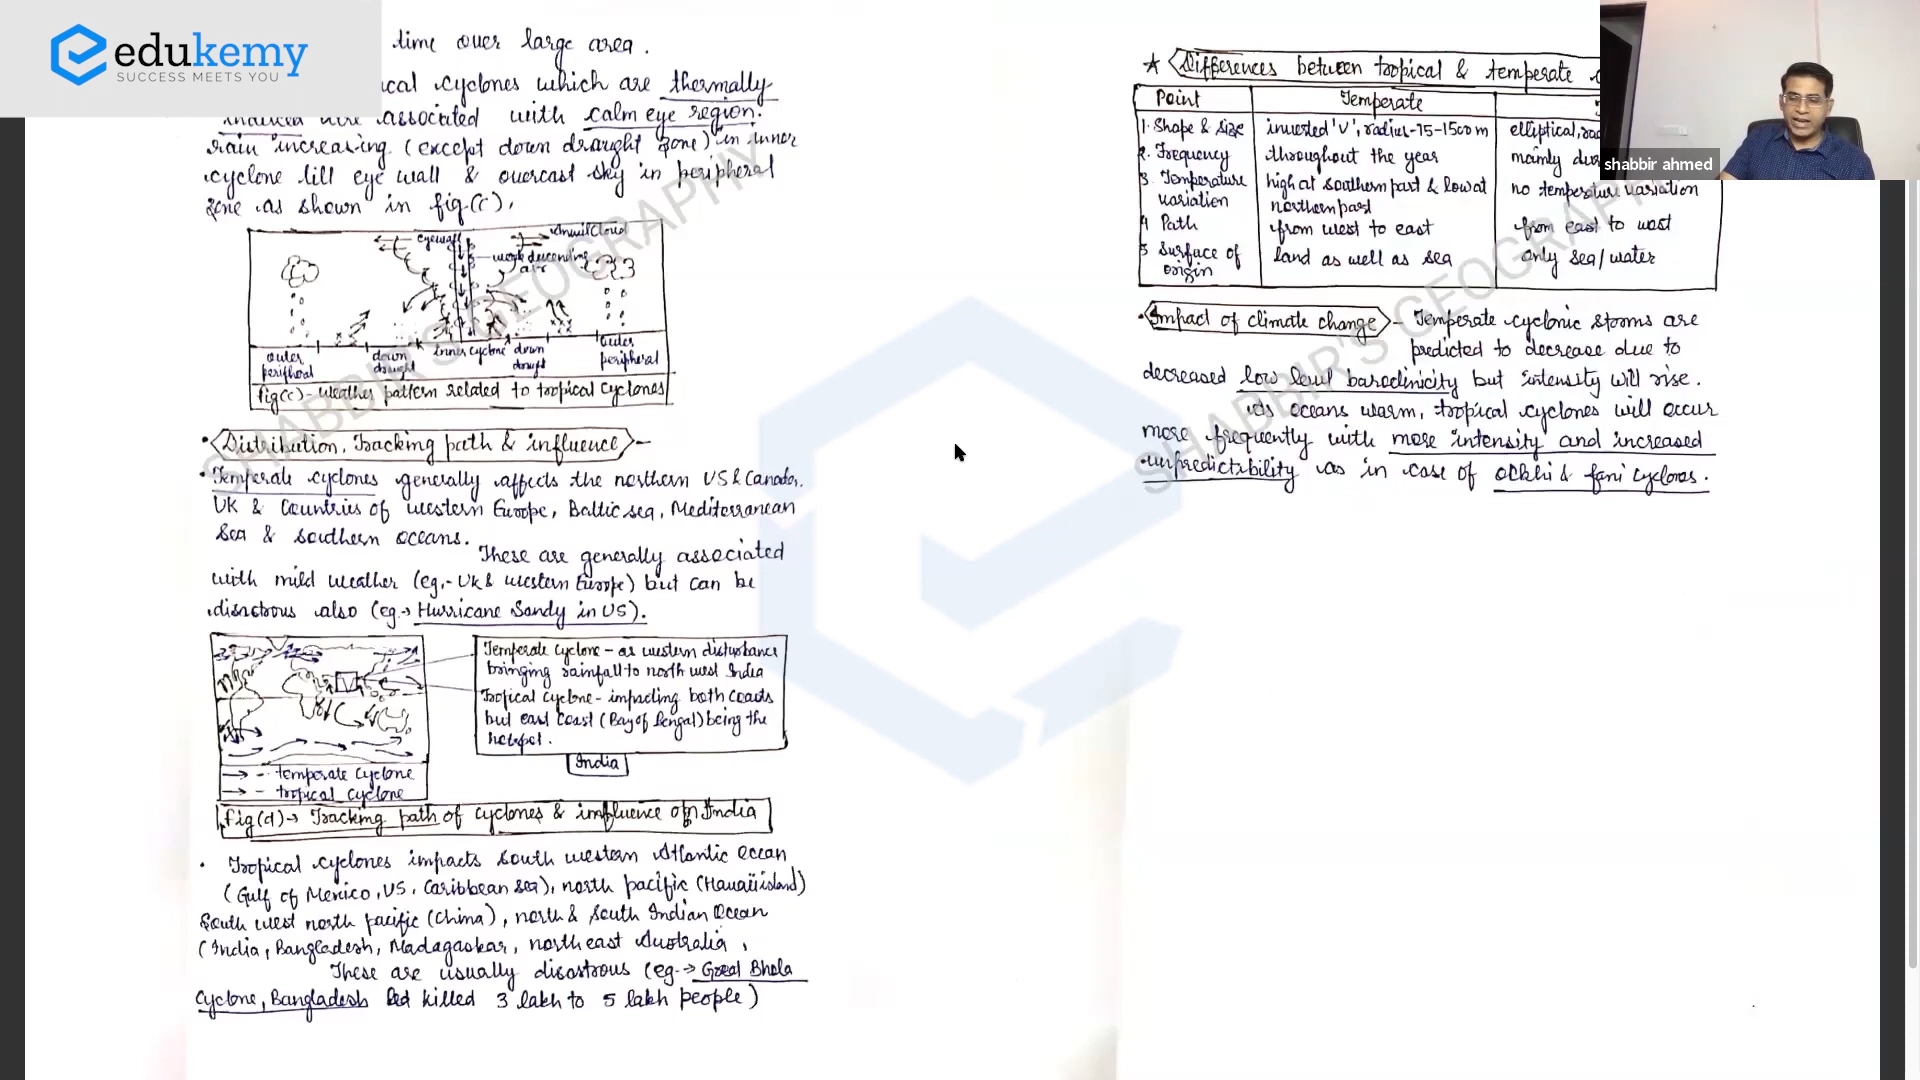 edukemy
SUCCESS MEETS YOU
time over large area.
cal cyclones which are thermally
induced are associated with calm eye region.
rain increasing (except down draught zone) in inner
cyclone till eye wall & overcast sky in peripheral
zone as shown in fig(c).
eyewall
Anvil Cloud
descending
air
outer
peripheral
down
draught
inner cyclone
down
draught
outer
peripheral
fig(c)- weather pattern related to tropical cyclones
• Distribution, Tracking path & influence -
• Temperate cyclones generally affects the northern US & Canada,
UK & Countries of western Europe, Baltic sea, Mediterranean
Sea & southern oceans.
These are generally associated
with mild weather (eg.- Uk & western Europe) but can be
disastrous also (eg.→ Hurricane Sandy in US).
Temperate cyclone - as western disturbance
bringing rainfall to north west India
Tropical cyclone - impacting both coasts
but east coast (Bay of Bengal) being the
hotspot.
India
→ - temperate cyclone
→ - tropical cyclone
fig(d)→ Tracking path of cyclones & influence on India
• Tropical cyclones impacts south western Atlantic ocean
(Gulf of Mexico, US, Caribbean sea), north pacific (Hawaii island)
South west north pacific (China), north & south Indian Ocean
(India, Bangladesh, Madagaskar, north east Australia,
These are usually disastrous (eg.→ Great Bhola
Cyclone, Bangladesh killed 3 lakh to 5 lakh people)
★ Differences between tropical & temperate
Point Temperate
1. Shape & size inverted 'V', radius-75-1500 m elliptical,
2. Frequency throughout the year mainly
3. Temperature variation high at southern part & low at northern part no temperature variation
4 Path from west to east from east to west
5 Surface of origin land as well as sea only sea/water
• Impact of climate change - Temperate cyclonic storms are
predicted to decrease due to
decreased low level baroclinicity but intensity will rise.
As oceans warm, tropical cyclones will occur
more frequently with more intensity and increased
unpredictability as in case of ockhi & fani cyclones.
shabbir ahmed
SHABBIR'S GEOGRAPHY
SHABBIR'S GEOGRAPHY